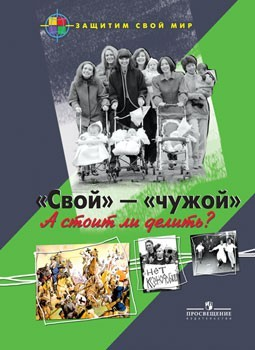 ЗАЩИТИМ СВОЙ МИР
«Свой» — «чужой»
А стоит ли делить?
НЕТ
ПРОСВЕЩЕНИЕ
ИЗДАТЕЛЬСТВО